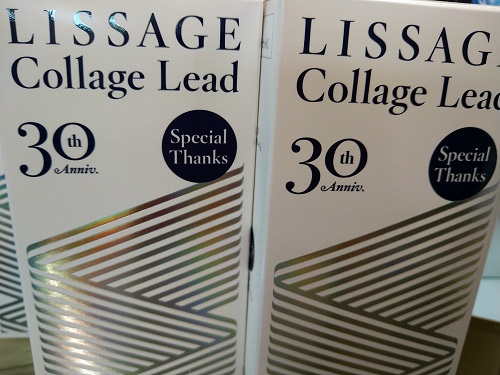 LISSAGE
Collage Lead
30th
Anniv.
Special
Thanks
LISSAGE
Collage Lead
30th
Anniv.
Special
Thanks